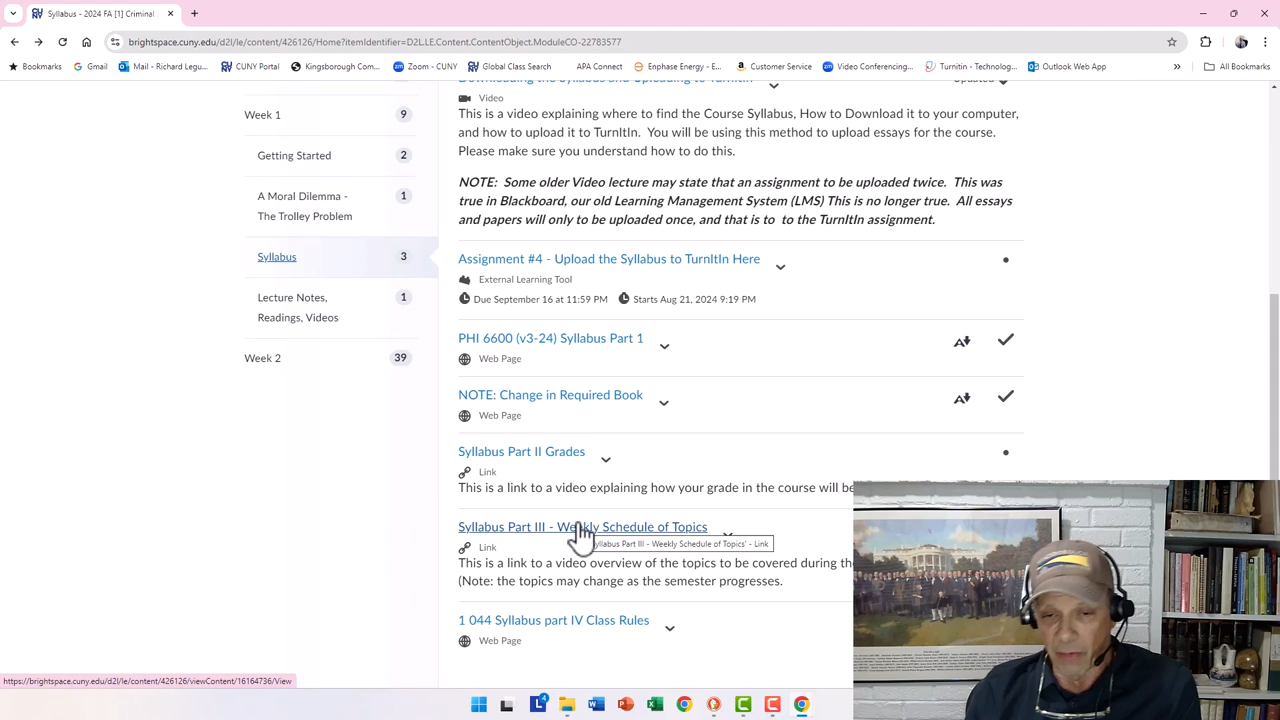 Syllabus - 2024 FA [1] Criminal
brightspace.cuny.edu/d2l/le/content/426126/Home?itemIdentifier=D2L.LE.Content.ContentObject.ModuleCO-22783577
Bookmarks Gmail Mail - Richard Legu... CUNY Portal Kingsborough Com... Zoom - CUNY Global Class Search APA Connect Enphase Energy - E... Customer Service Video Conferencing... Turnitin - Technolog... Outlook Web App » All Bookmarks
Downloading the Syllabus and Uploading to TurnItIn Updated
Video
This is a video explaining where to find the Course Syllabus, How to Download it to your computer,
and how to upload it to TurnItIn. You will be using this method to upload essays for the course.
Please make sure you understand how to do this.
NOTE: Some older Video lecture may state that an assignment to be uploaded twice. This was
true in Blackboard, our old Learning Management System (LMS) This is no longer true. All essays
and papers will only to be uploaded once, and that is to to the TurnItIn assignment.
Week 1 9
Getting Started 2
A Moral Dilemma - 1
The Trolley Problem
Syllabus 3
Lecture Notes, 1
Readings, Videos
Week 2 39
Assignment #4 - Upload the Syllabus to TurnItIn Here
External Learning Tool
Due September 16 at 11:59 PM Starts Aug 21, 2024 9:19 PM
PHI 6600 (v3-24) Syllabus Part 1
Web Page
NOTE: Change in Required Book
Web Page
Syllabus Part II Grades
Link
This is a link to a video explaining how your grade in the course will be
Syllabus Part III - Weekly Schedule of Topics
yllabus Part III - Weekly Schedule of Topics' - Link
Link
This is a link to a video overview of the topics to be covered during the
(Note: the topics may change as the semester progresses.
1 044 Syllabus part IV Class Rules
Web Page